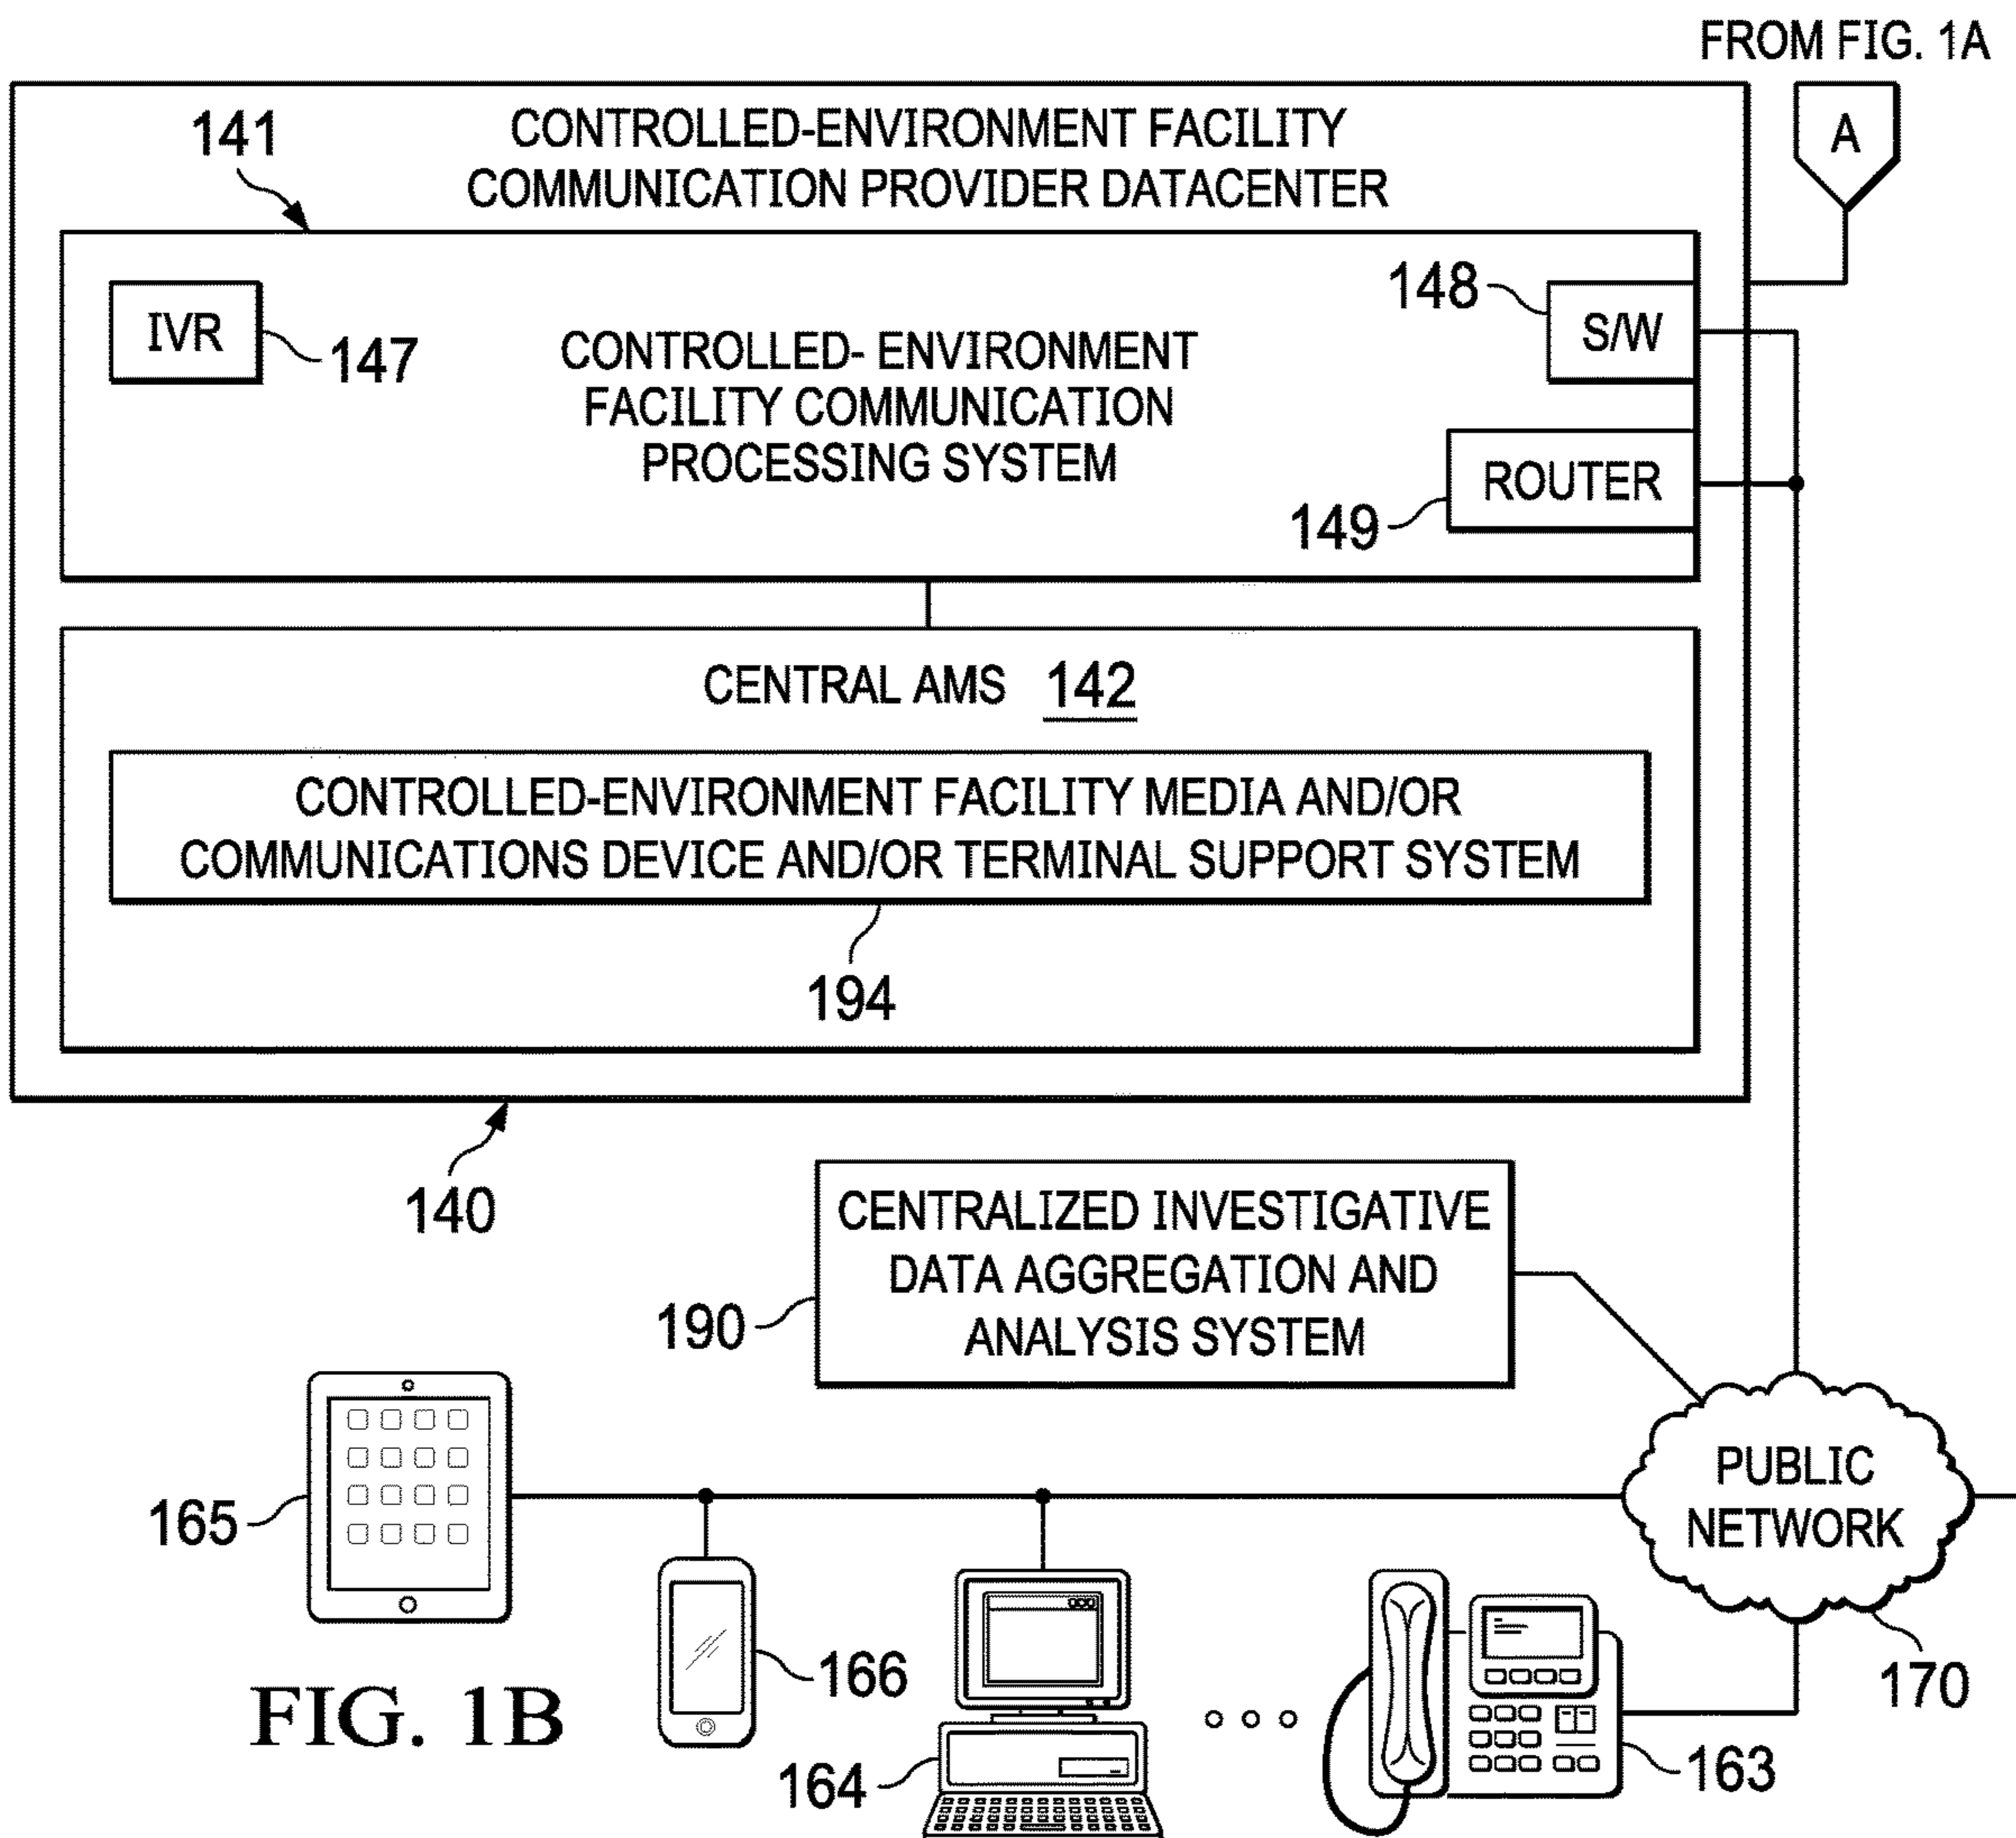 FROM FIG. 1A
A
CONTROLLED-ENVIRONMENT FACILITY
COMMUNICATION PROVIDER DATACENTER
141
IVR
147
CONTROLLED- ENVIRONMENT
FACILITY COMMUNICATION
PROCESSING SYSTEM
148
S/W
ROUTER
149
CENTRAL AMS 142
CONTROLLED-ENVIRONMENT FACILITY MEDIA AND/OR
COMMUNICATIONS DEVICE AND/OR TERMINAL SUPPORT SYSTEM
194
140
CENTRALIZED INVESTIGATIVE
DATA AGGREGATION AND
ANALYSIS SYSTEM
190
PUBLIC
NETWORK
165
166
170
164
163
FIG. 1B